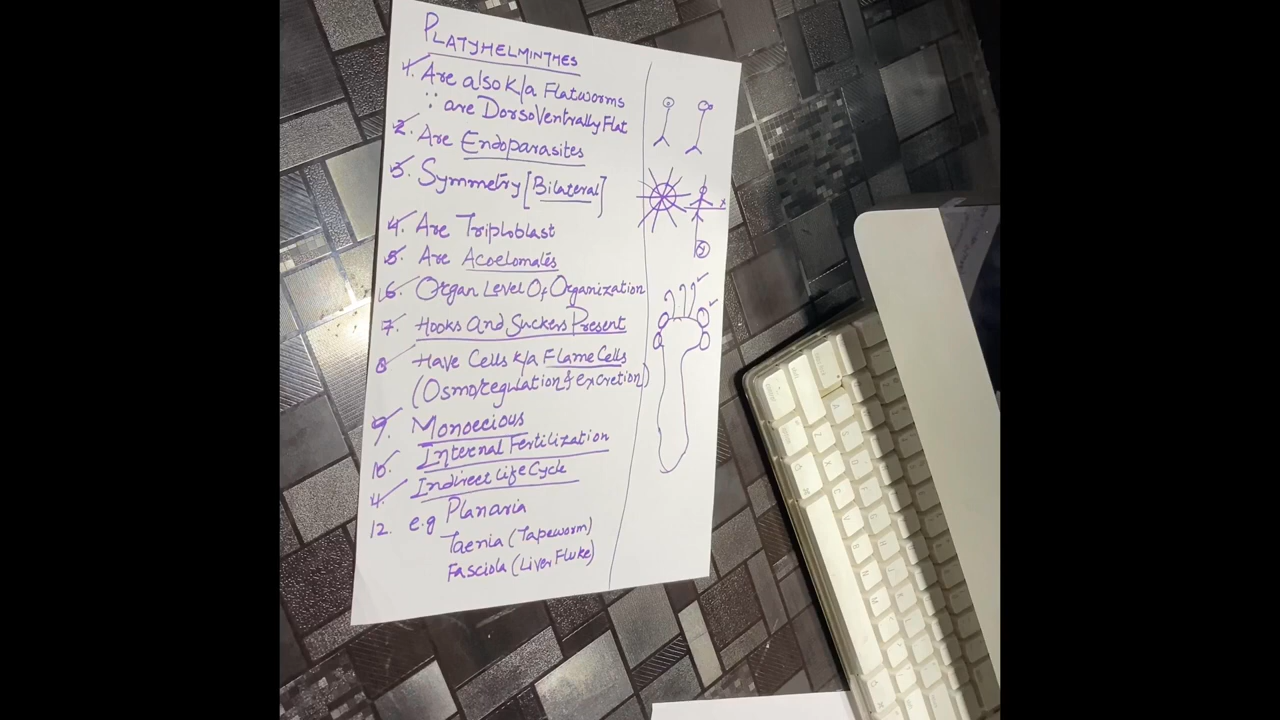 PLATYHELMINTHES
1. Are also K/a Flatworms
∵ are DorsoVentrally Flat
2. Are Endoparasites
3. Symmetry [Bilateral]
4. Are Triploblast
5. Are Acoelomates
6. Organ Level Of Organization
7. Hooks And Suckers Present
8 Have Cells k/a Flame Cells
(Osmoregulation & excretion)
9. Monoecious
10. Internal Fertilization
11. Indirect Life Cycle
12. e.g Planaria
Taenia (Tapeworm)
Fasciola (Liver Fluke)